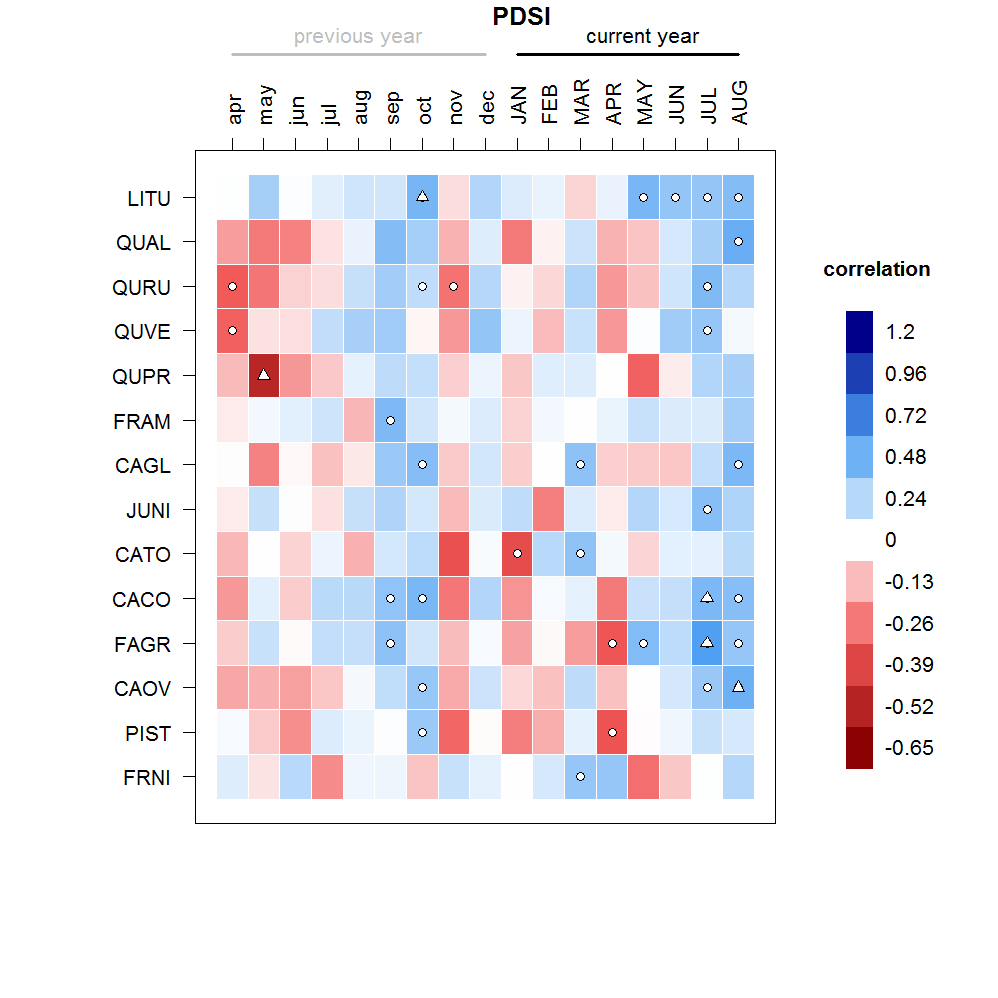 PDSI
previous year
current year
apr
may
jun
jul
aug
sep
oct
nov
dec
JAN
FEB
MAR
APR
MAY
JUN
JUL
AUG
LITU
QUAL
QURU
QUVE
QUPR
FRAM
CAGL
JUNI
CATO
CACO
FAGR
CAOV
PIST
FRNI
correlation
1.2
0.96
0.72
0.48
0.24
0
-0.13
-0.26
-0.39
-0.52
-0.65